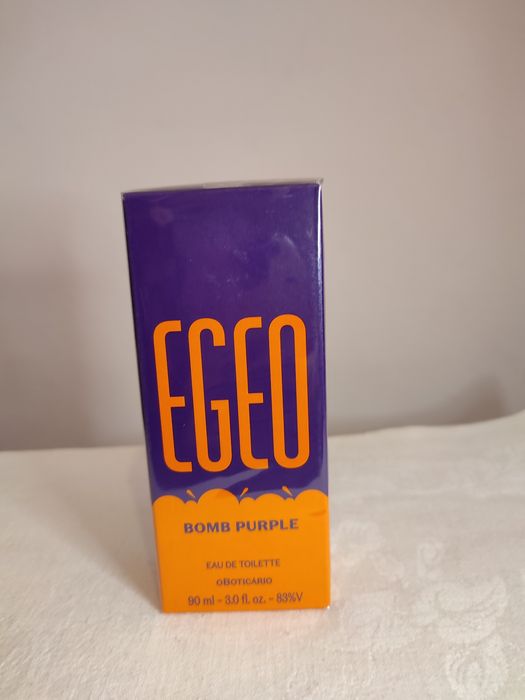 EGEO
BOMB PURPLE
EAU DE TOILETTE
OBOTICÁRIO
90 ml - 3.0 fl. oz. - 83%V